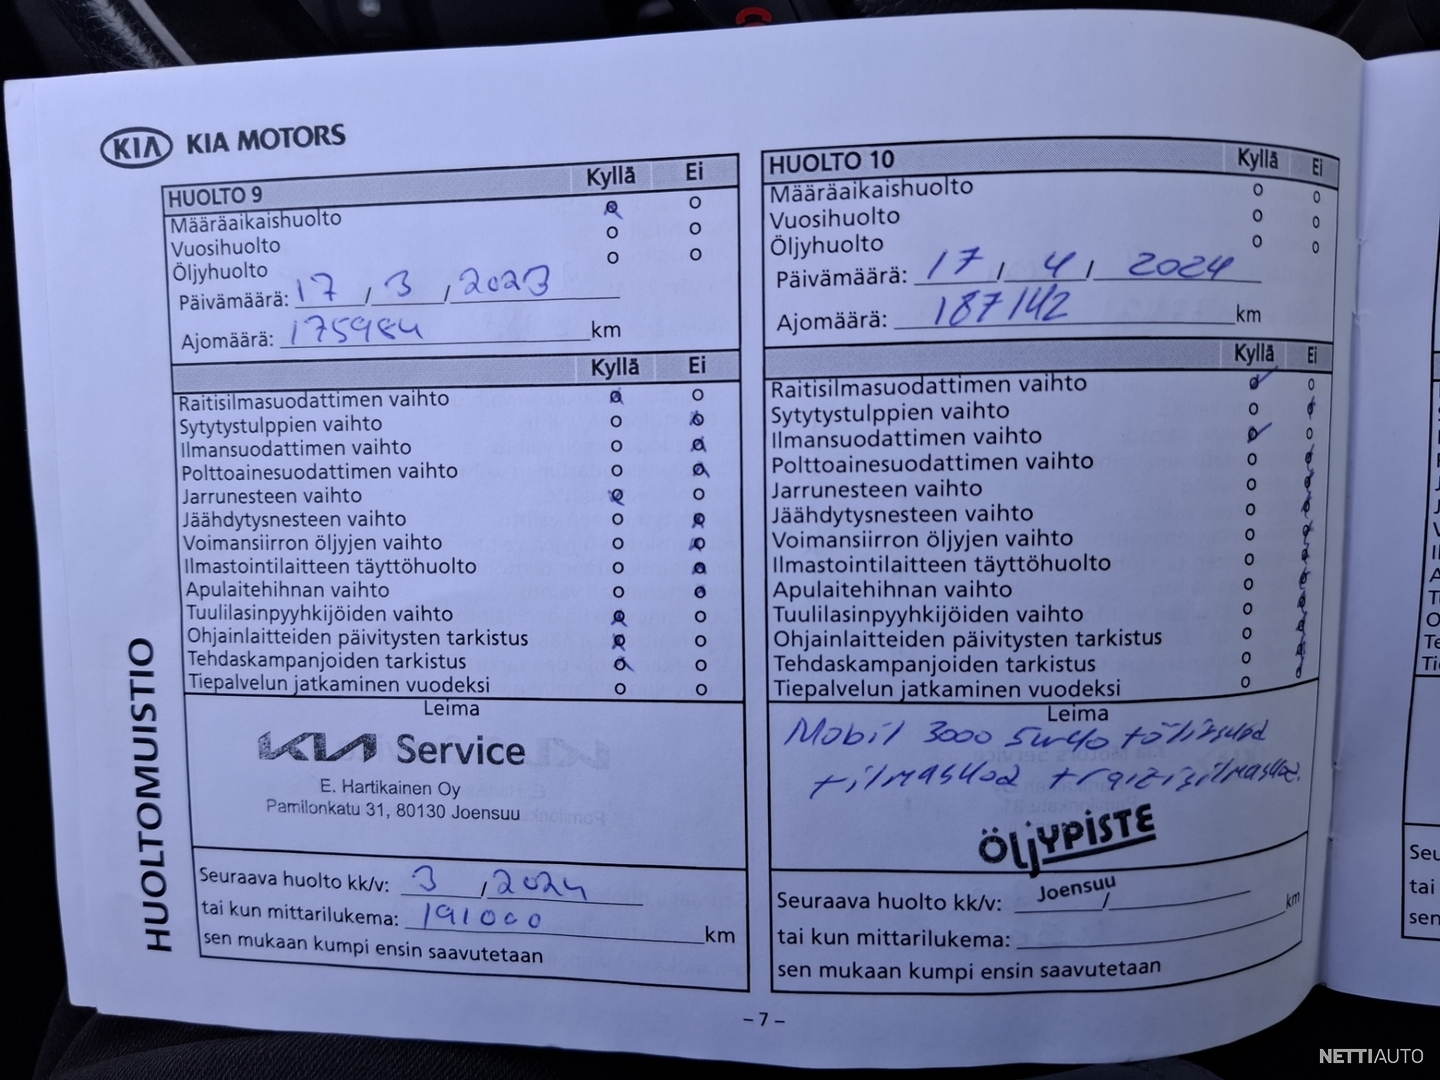 KIA KIA MOTORS
HUOLTO 9 Kyllä Ei
Määräaikaishuolto
Vuosihuolto
Öljyhuolto
Päivämäärä: 17 / 3 / 2023
Ajomäärä: 175984 km
Kyllä Ei
Raitisilmasuodattimen vaihto
Sytytystulppien vaihto
Ilmansuodattimen vaihto
Polttoainesuodattimen vaihto
Jarrunesteen vaihto
Jäähdytysnesteen vaihto
Voimansiirron öljyjen vaihto
Ilmastointilaitteen täyttöhuolto
Apulaitehihnan vaihto
Tuulilasinpyyhkijöiden vaihto
Ohjainlaitteiden päivitysten tarkistus
Tehdaskampanjoiden tarkistus
Tiepalvelun jatkaminen vuodeksi
Leima
KIA Service
E. Hartikainen Oy
Pamilonkatu 31, 80130 Joensuu
Seuraava huolto kk/v: 3 / 2024
tai kun mittarilukema: 191000 km
sen mukaan kumpi ensin saavutetaan
HUOLTO 10 Kyllä Ei
Määräaikaishuolto
Vuosihuolto
Öljyhuolto
Päivämäärä: 17 / 4 / 2024
Ajomäärä: 187142 km
Kyllä Ei
Raitisilmasuodattimen vaihto
Sytytystulppien vaihto
Ilmansuodattimen vaihto
Polttoainesuodattimen vaihto
Jarrunesteen vaihto
Jäähdytysnesteen vaihto
Voimansiirron öljyjen vaihto
Ilmastointilaitteen täyttöhuolto
Apulaitehihnan vaihto
Tuulilasinpyyhkijöiden vaihto
Ohjainlaitteiden päivitysten tarkistus
Tehdaskampanjoiden tarkistus
Tiepalvelun jatkaminen vuodeksi
Leima
Mobil 3000 5w40
+ilmasuod
ÖLJYPISTE
Joensuu
Seuraava huolto kk/v: /
tai kun mittarilukema: km
sen mukaan kumpi ensin saavutetaan
HUOLTOMUISTIO
– 7 –
Seu
tai
sen
NETTIAUTO